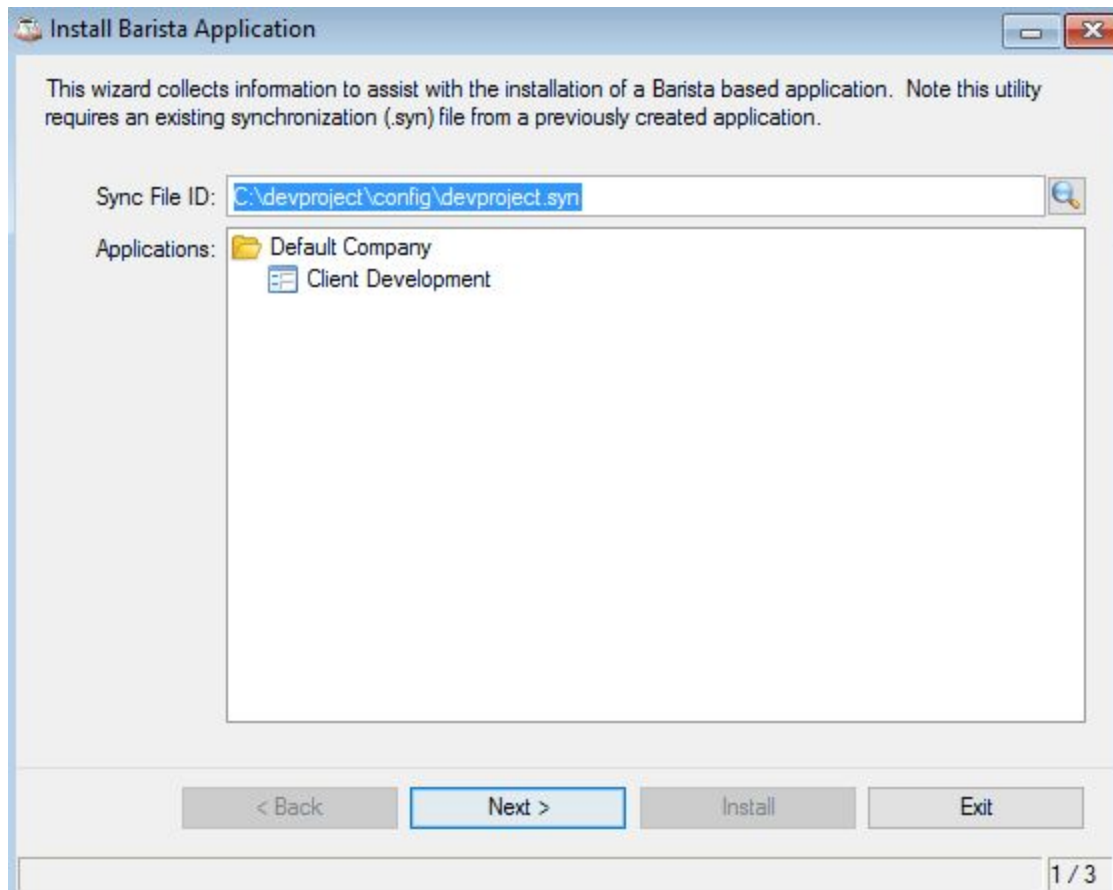 Install Barista Application
This wizard collects information to assist with the installation of a Barista based application.  Note this utility
requires an existing synchronization (.syn) file from a previously created application.
Sync File ID: C:\devproject\config\devproject.syn
Applications: Default Company
Client Development
< Back Next > Install Exit
1 / 3